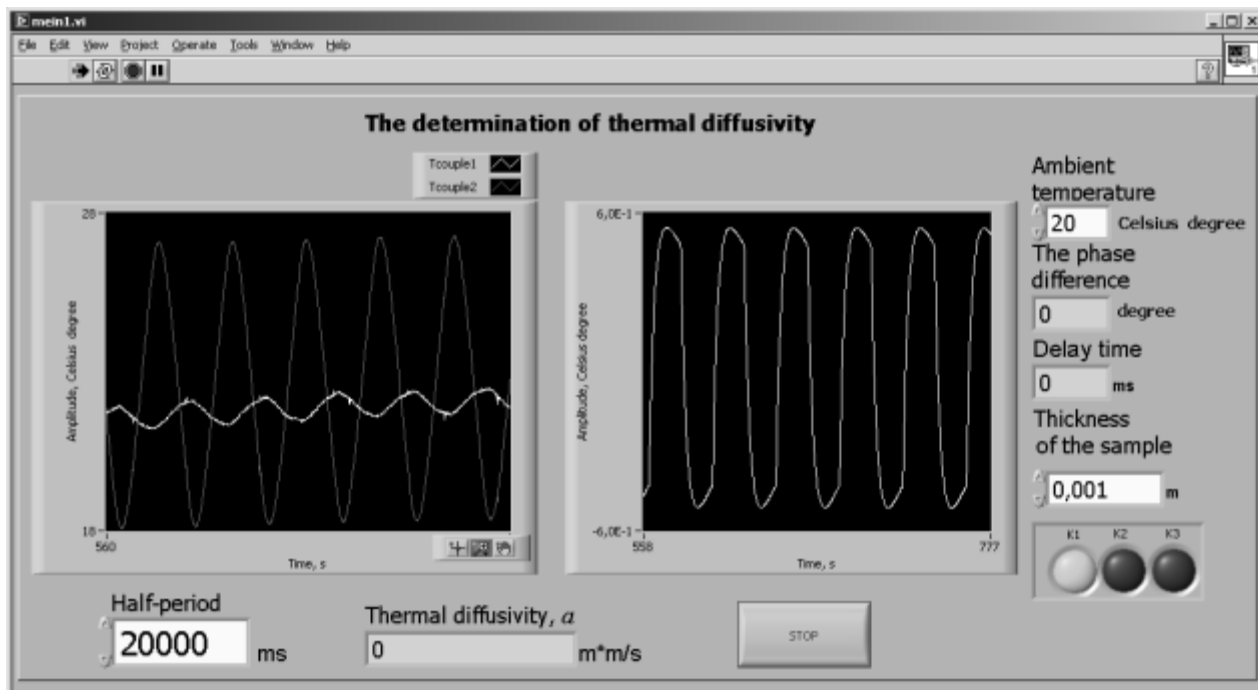 mein1.vi
File Edit View Project Operate Tools Window Help
1
The determination of thermal diffusivity
Tcouple1
Tcouple2
28
18
560
Amplitude, Celsius degree
Time, s
6,0E-1
-6,0E-1
558
777
Amplitude, Celsius degree
Time, s
Ambient
temperature
20 Celsius degree
The phase
difference
0 degree
Delay time
0 ms
Thickness
of the sample
0,001 m
K1 K2 K3
Half-period
20000 ms
Thermal diffusivity, a
0 m*m/s
STOP